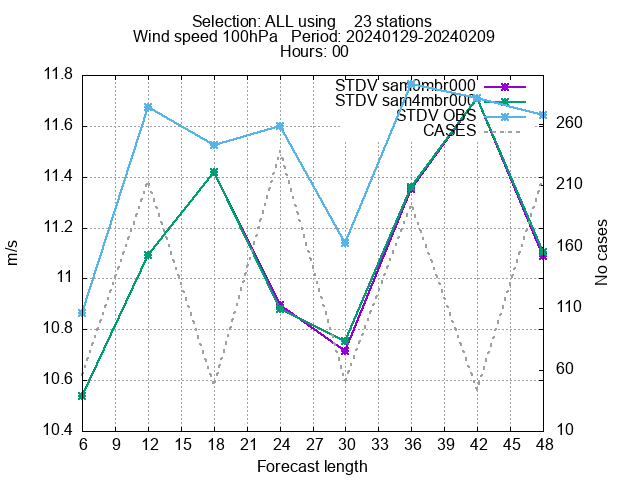 Selection: ALL using 23 stations
Wind speed 100hPa Period: 20240129-20240209
Hours: 00
STDV sam0mbr000
STDV sam4mbr000
STDV OBS
CASES
11.8
11.6
11.4
11.2
11
10.8
10.6
10.4
m/s
260
210
160
110
60
10
No cases
6 9 12 15 18 21 24 27 30 33 36 39 42 45 48
Forecast length